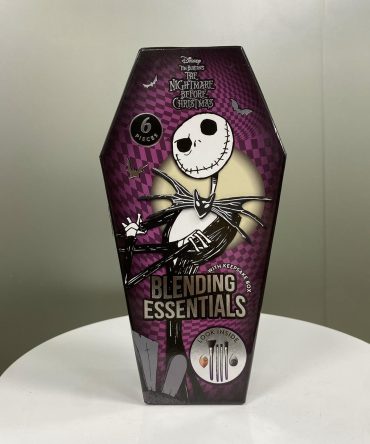 Disney
Tim Burton's
THE
NIGHTMARE
BEFORE
CHRISTMAS
6
PIECES
WITH KEEPSAKE BOX
BLENDING
ESSENTIALS
LOOK INSIDE